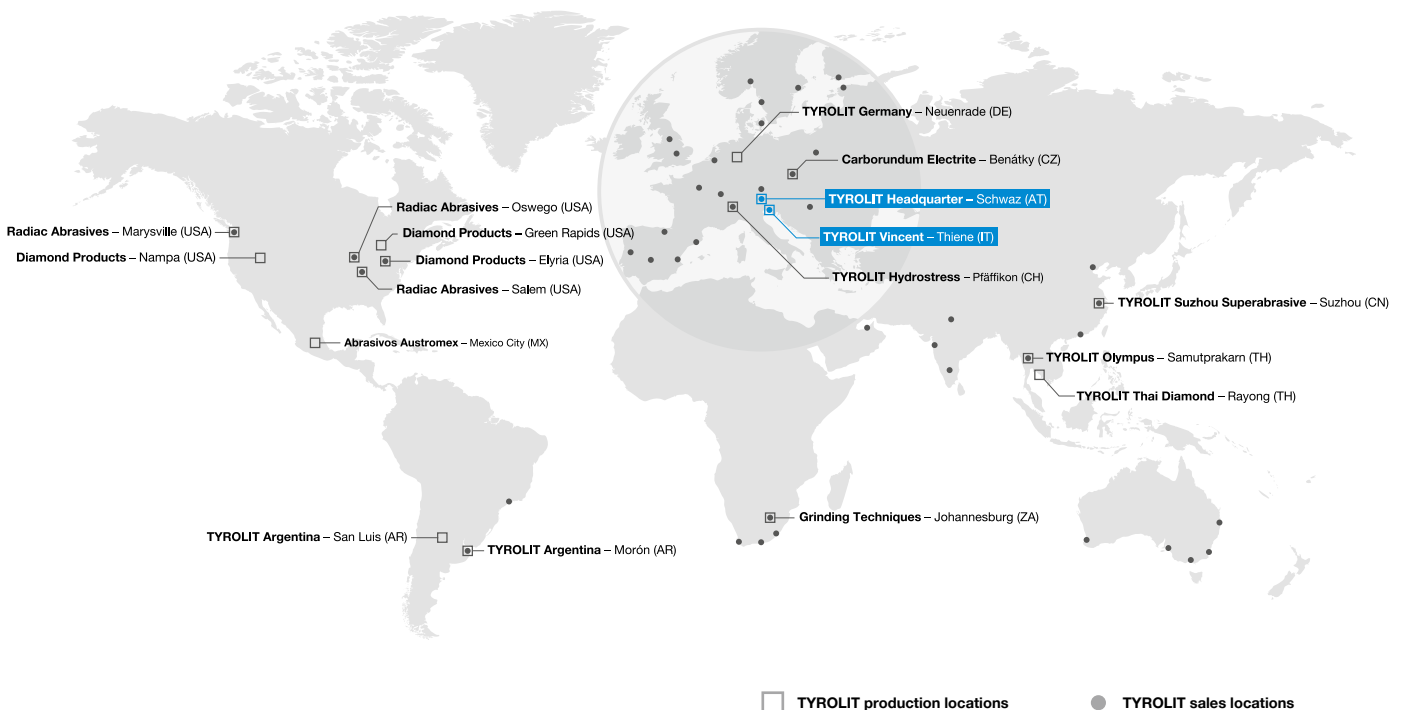 TYROLIT Germany – Neuenrade (DE)
Carborundum Electrite – Benátky (CZ)
TYROLIT Headquarter – Schwaz (AT)
Radiac Abrasives – Oswego (USA)
Radiac Abrasives – Marysville (USA)
Diamond Products – Green Rapids (USA)
TYROLIT Vincent – Thiene (IT)
Diamond Products – Nampa (USA)
Diamond Products – Elyria (USA)
TYROLIT Hydrostress – Pfäffikon (CH)
Radiac Abrasives – Salem (USA)
TYROLIT Suzhou Superabrasive – Suzhou (CN)
Abrasivos Austromex – Mexico City (MX)
TYROLIT Olympus – Samutprakarn (TH)
TYROLIT Thai Diamond – Rayong (TH)
Grinding Techniques – Johannesburg (ZA)
TYROLIT Argentina – San Luis (AR)
TYROLIT Argentina – Morón (AR)
TYROLIT production locations
TYROLIT sales locations